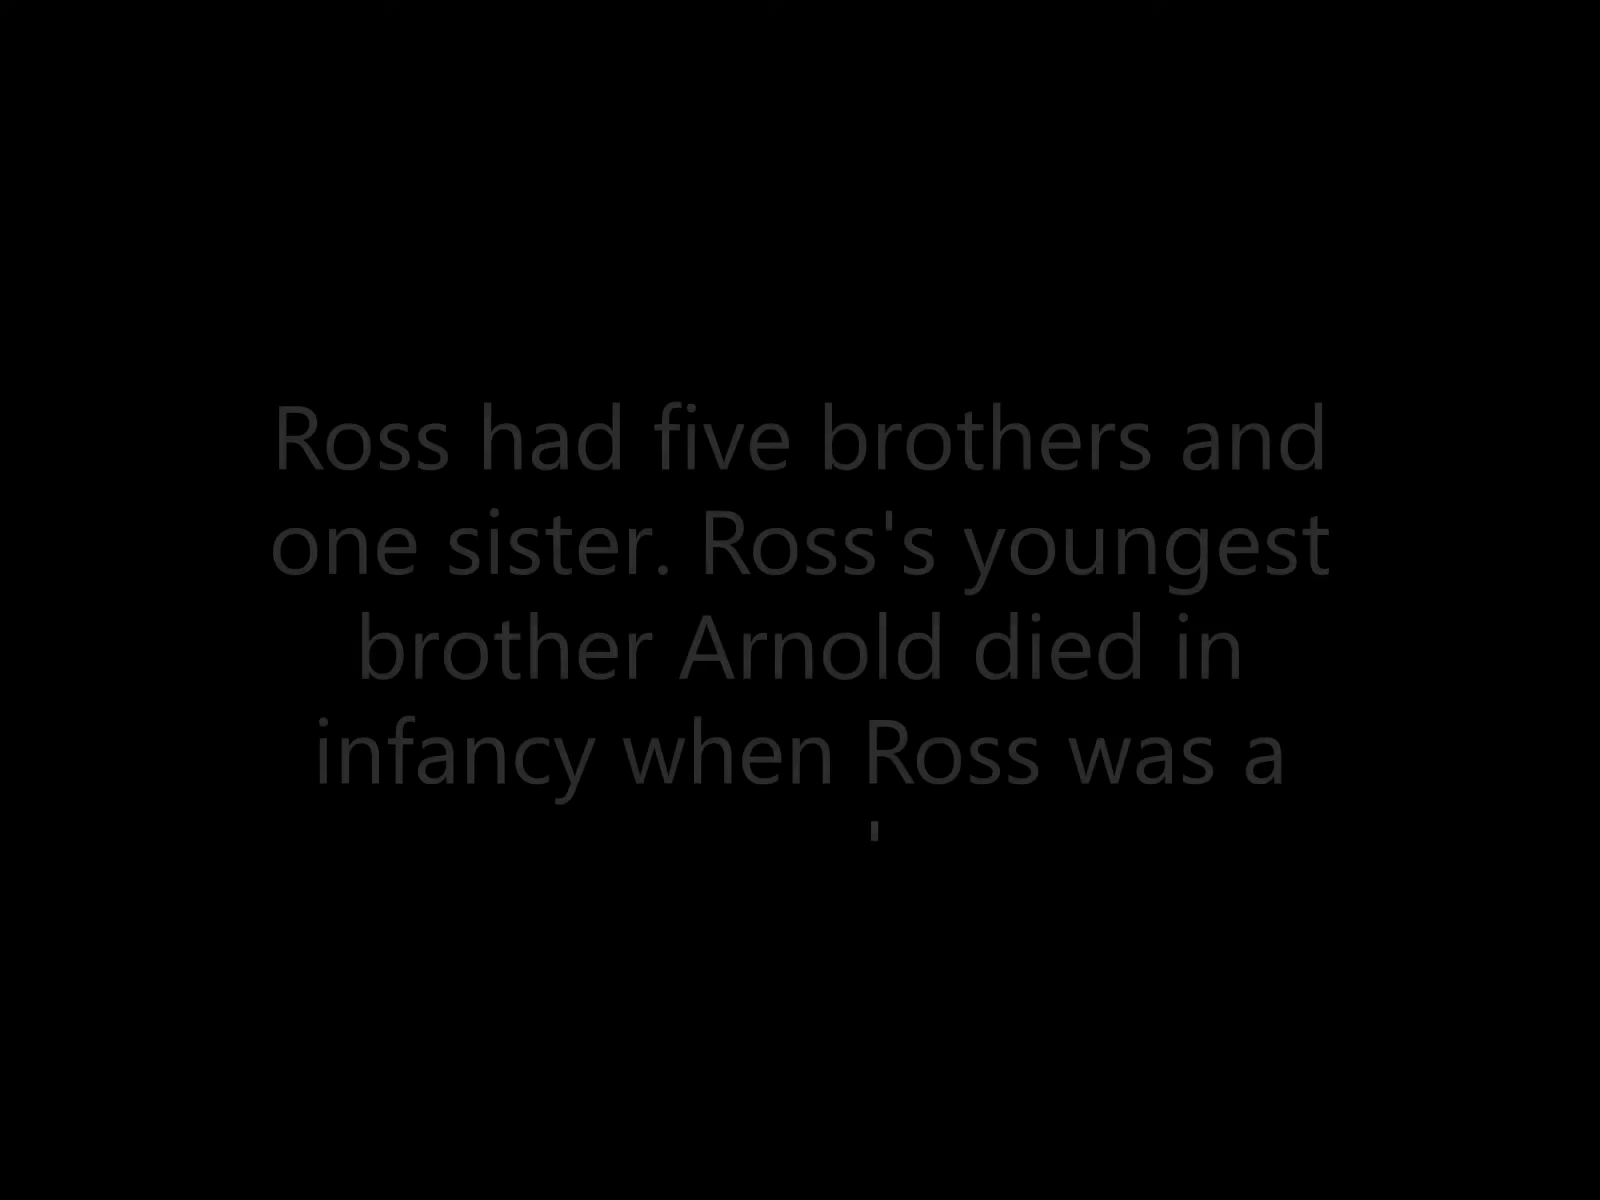 Ross had five brothers and
one sister. Ross's youngest
brother Arnold died in
infancy when Ross was a
'